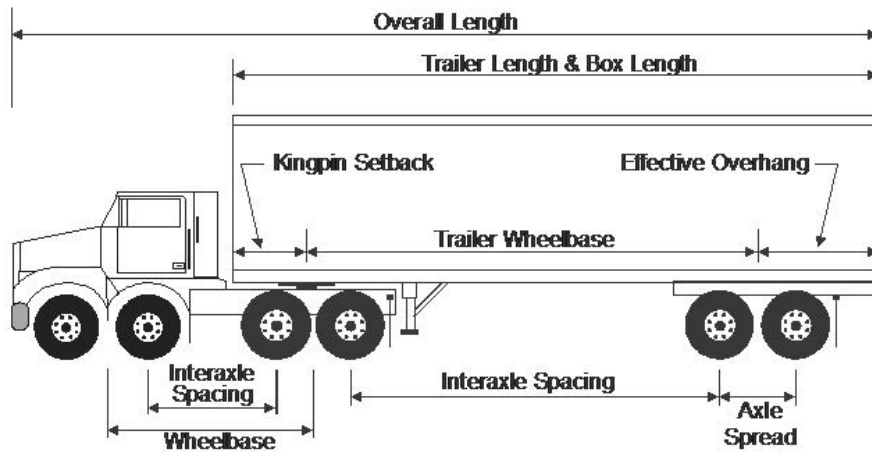 Overall Length
Trailer Length & Box Length
Kingpin Setback
Effective Overhang
Trailer Wheelbase
Interaxle
Spacing
Interaxle Spacing
Axle
Spread
Wheelbase